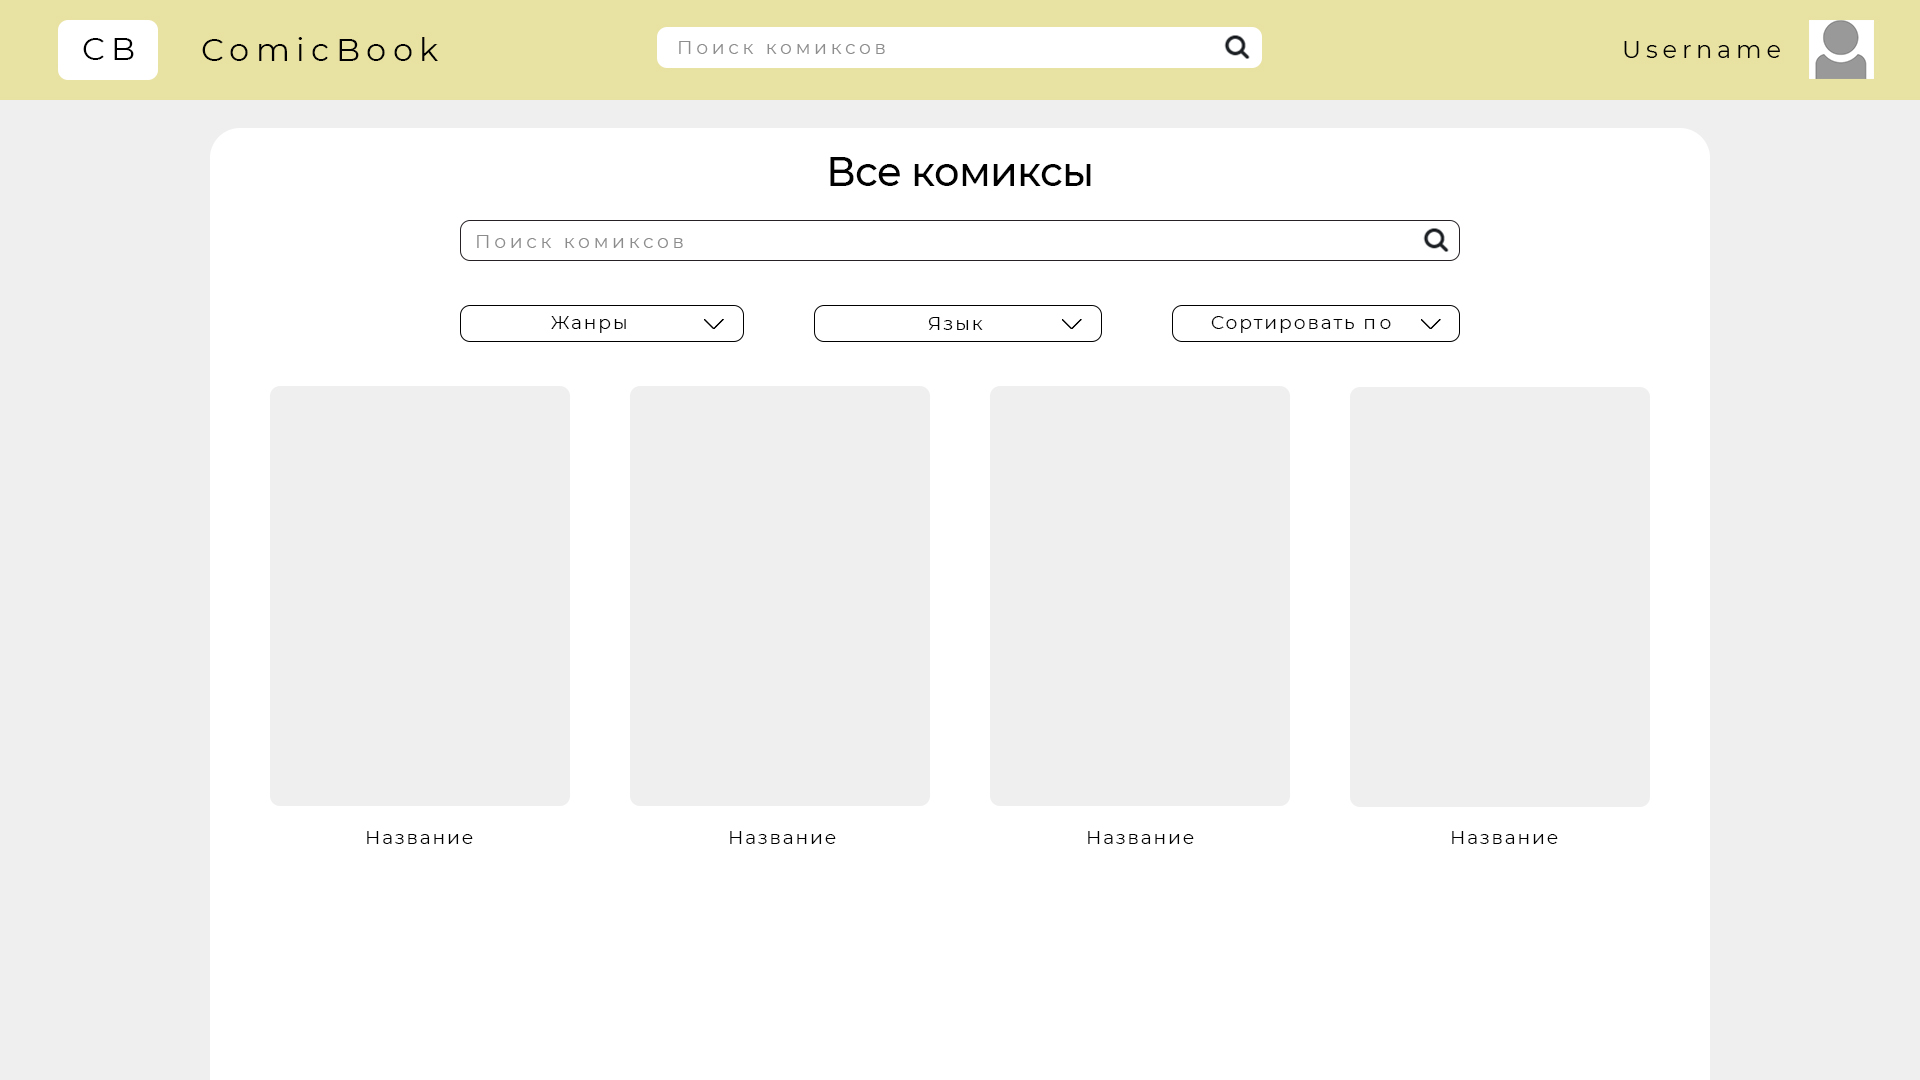 CB
ComicBook
Поиск комиксов
Username
Все комиксы
Поиск комиксов
Жанры
Язык
Сортировать по
Название
Название
Название
Название